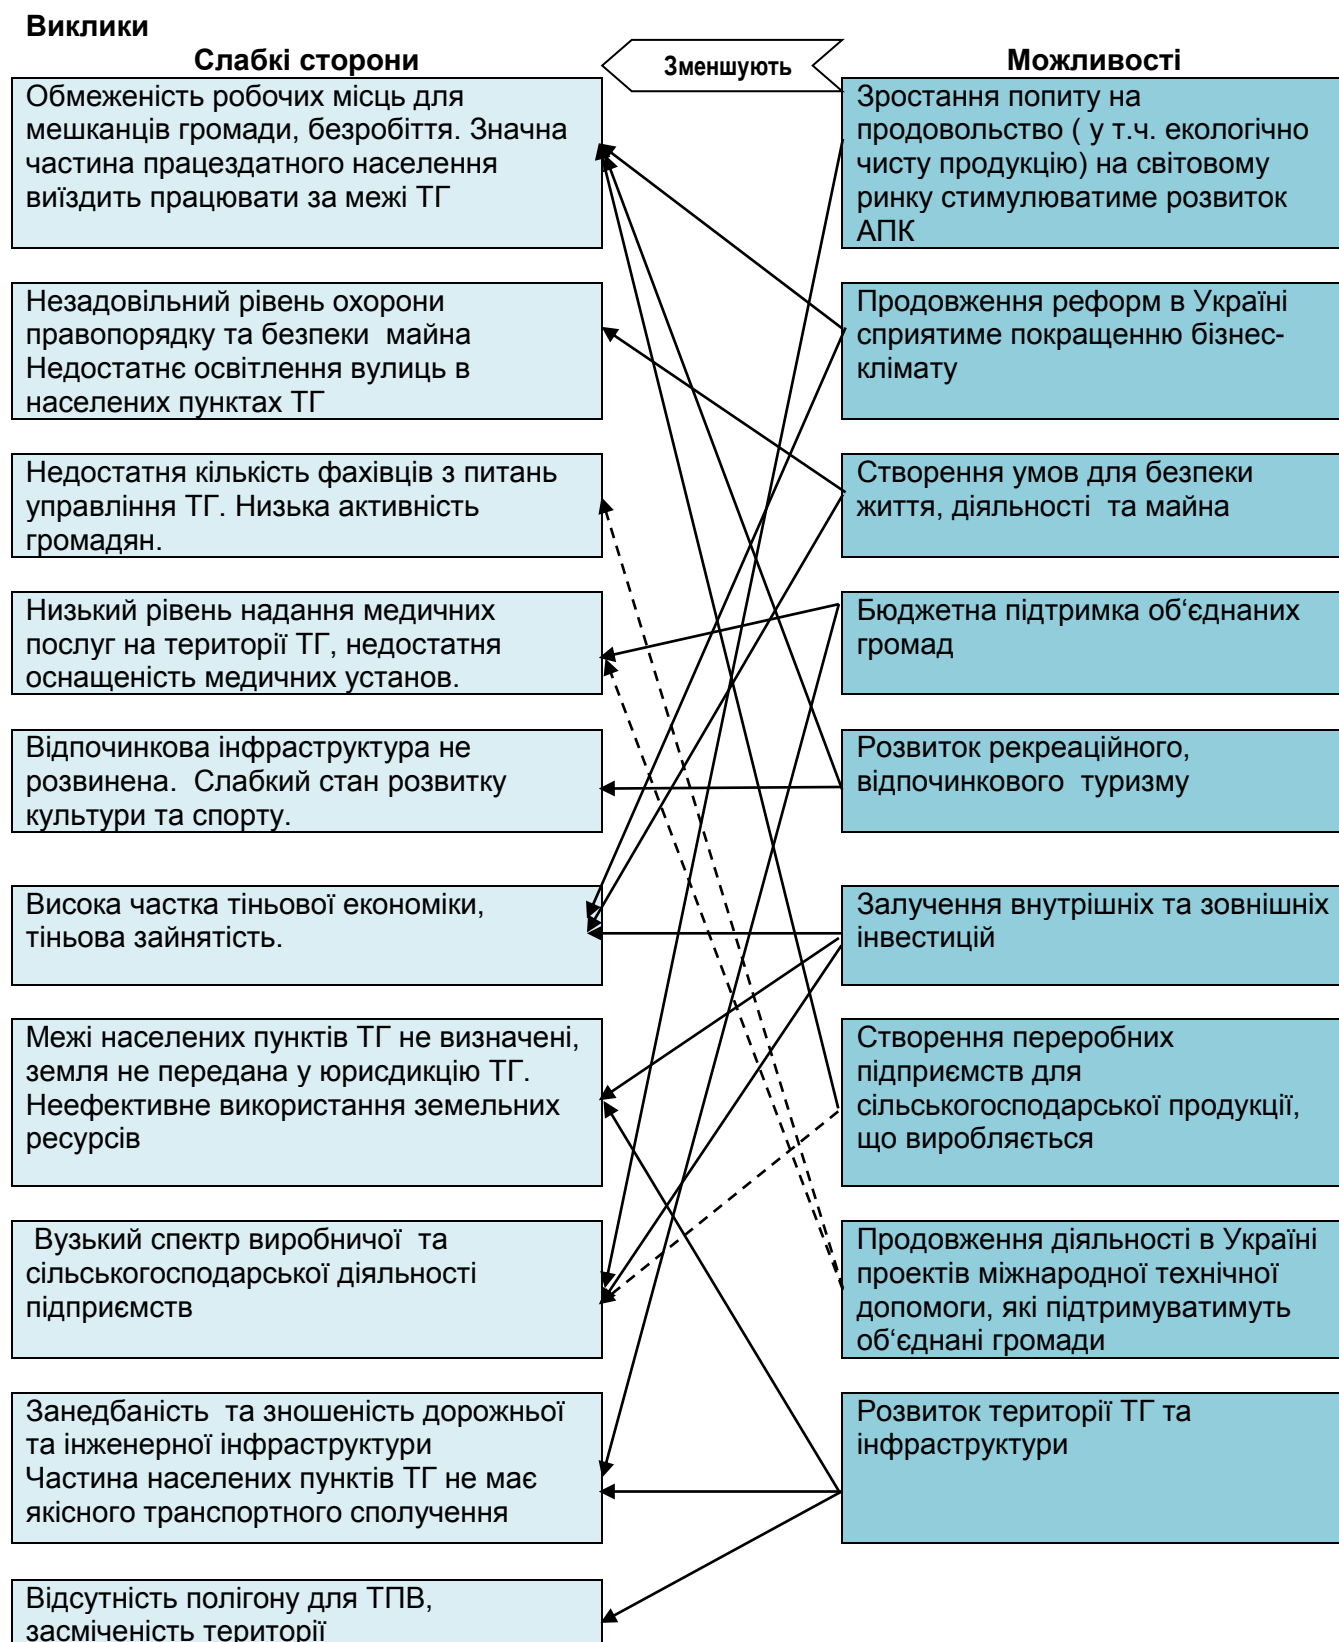 Виклики
Слабкі сторони
Зменшують
Можливості
Обмеженість робочих місць для
мешканців громади, безробіття. Значна
частина працездатного населення
виїздить працювати за межі ТГ
Незадовільний рівень охорони
правопорядку та безпеки майна
Недостатнє освітлення вулиць в
населених пунктах ТГ
Недостатня кількість фахівців з питань
управління ТГ. Низька активність
громадян.
Низький рівень надання медичних
послуг на території ТГ, недостатня
оснащеність медичних установ.
Відпочинкова інфраструктура не
розвинена. Слабкий стан розвитку
культури та спорту.
Висока частка тіньової економіки,
тіньова зайнятість.
Межі населених пунктів ТГ не визначені,
земля не передана у юрисдикцію ТГ.
Неефективне використання земельних
ресурсів
Вузький спектр виробничої та
сільськогосподарської діяльності
підприємств
Занедбаність та зношеність дорожньої
та інженерної інфраструктури
Частина населених пунктів ТГ не має
якісного транспортного сполучення
Відсутність полігону для ТПВ,
засміченість території
Зростання попиту на
продовольство ( у т.ч. екологічно
чисту продукцію) на світовому
ринку стимулюватиме розвиток
АПК
Продовження реформ в Україні
сприятиме покращенню бізнес-
клімату
Створення умов для безпеки
життя, діяльності та майна
Бюджетна підтримка об‘єднаних
громад
Розвиток рекреаційного,
відпочинкового туризму
Залучення внутрішніх та зовнішніх
інвестицій
Створення переробних
підприємств для
сільськогосподарської продукції,
що виробляється
Продовження діяльності в Україні
проектів міжнародної технічної
допомоги, які підтримуватимуть
об‘єднані громади
Розвиток території ТГ та
інфраструктури